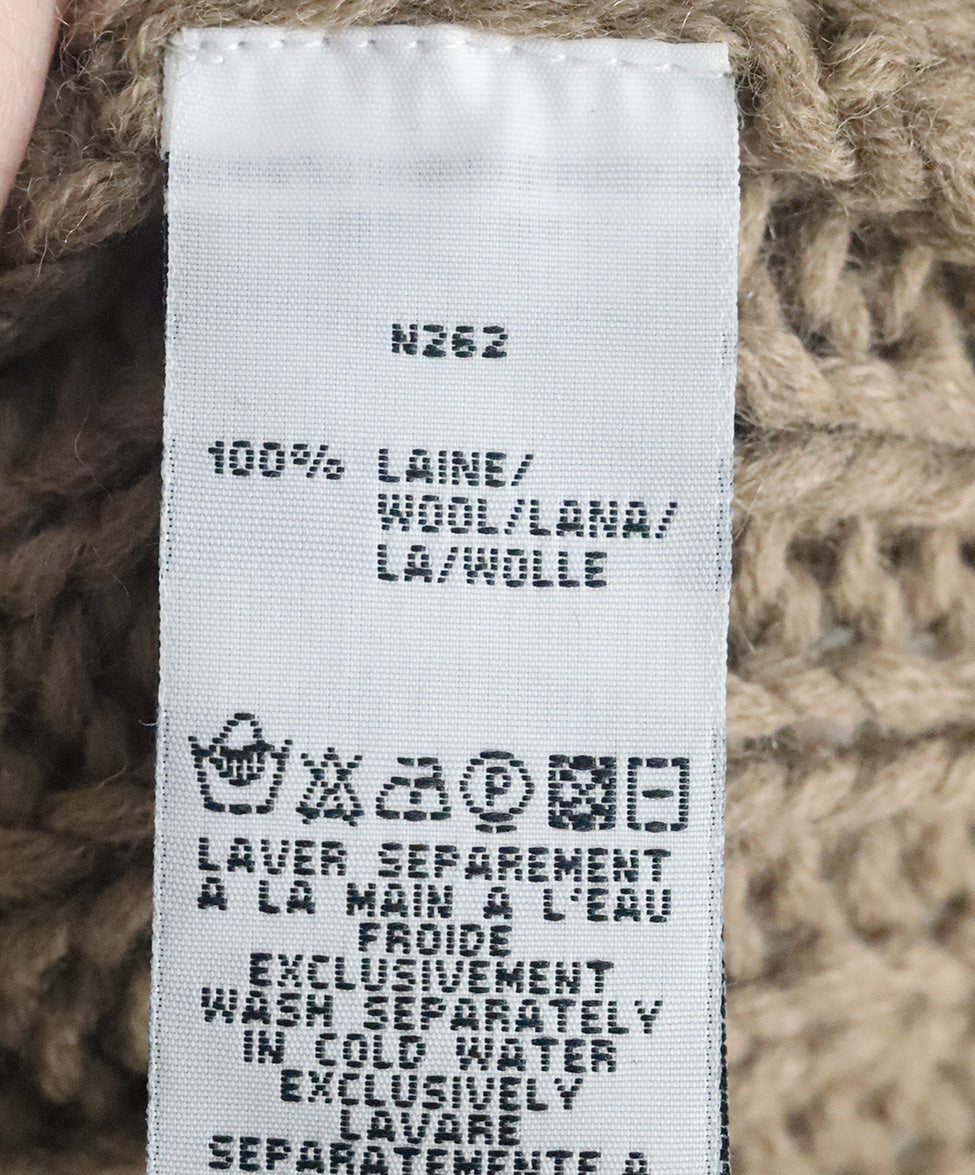 N262
100% LAINE/
WOOL/LANA/
LA/WOLLE
P
LAVER SEPAREMENT
A LA MAIN A L'EAU
FROIDE
EXCLUSIVEMENT
WASH SEPARATELY
IN COLD WATER
EXCLUSIVELY
LAVARE
SEPARATEMENTE A